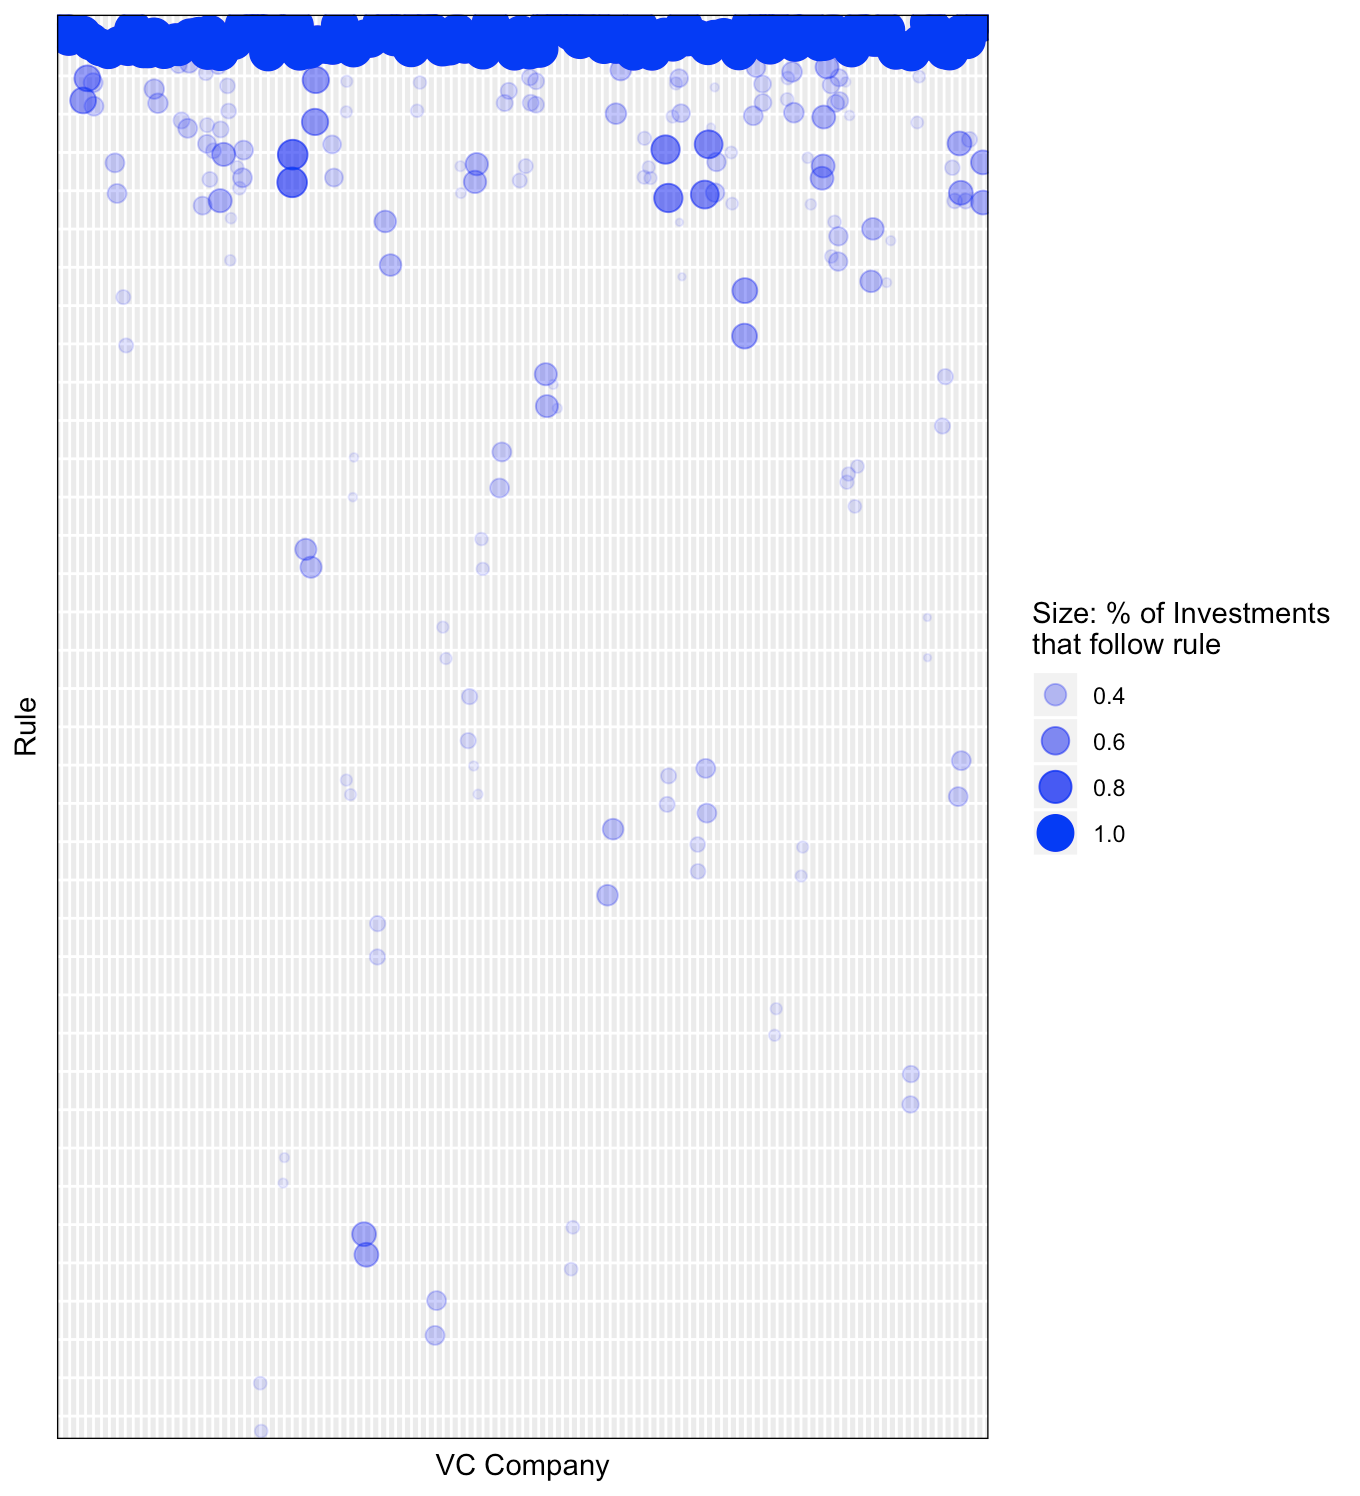 Rule
VC Company
Size: % of Investments
that follow rule
0.4
0.6
0.8
1.0